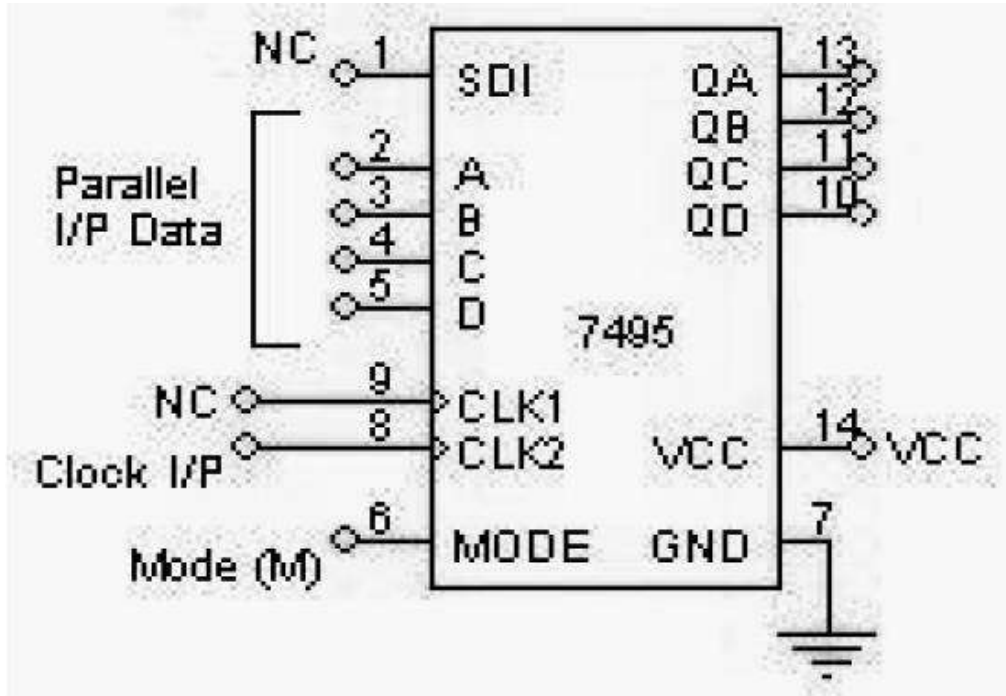 NC 1 SDI QA 13
QB 12
Parallel
I/P Data
2 A QC 11
3 B QD 10
4 C
5 D
7495
NC 9 CLK1
Clock I/P 8 CLK2 VCC 14 VCC
Mode (M) 6 MODE GND 7